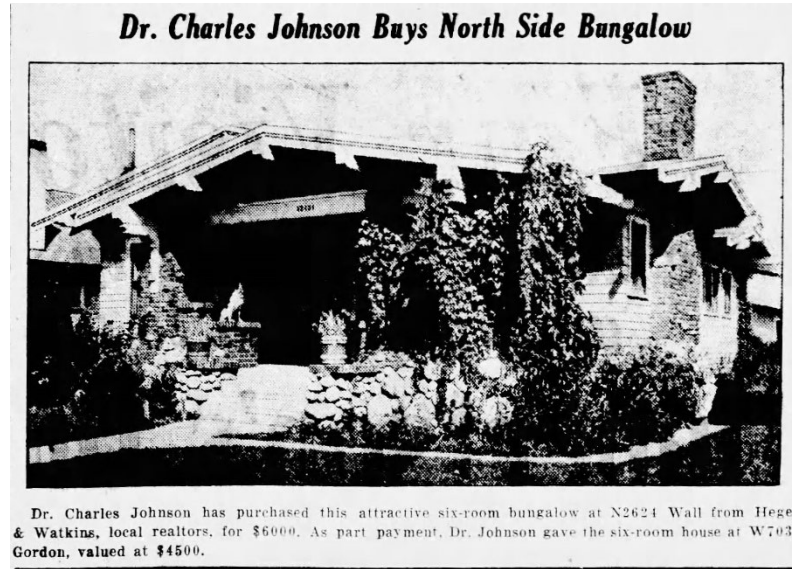 Dr. Charles Johnson Buys North Side Bungalow
Dr. Charles Johnson has purchased this attractive six-room bungalow at N2624 Wall from Hege
& Watkins, local realtors, for $6000. As part payment, Dr. Johnson gave the six-room house at W703
Gordon, valued at $4500.